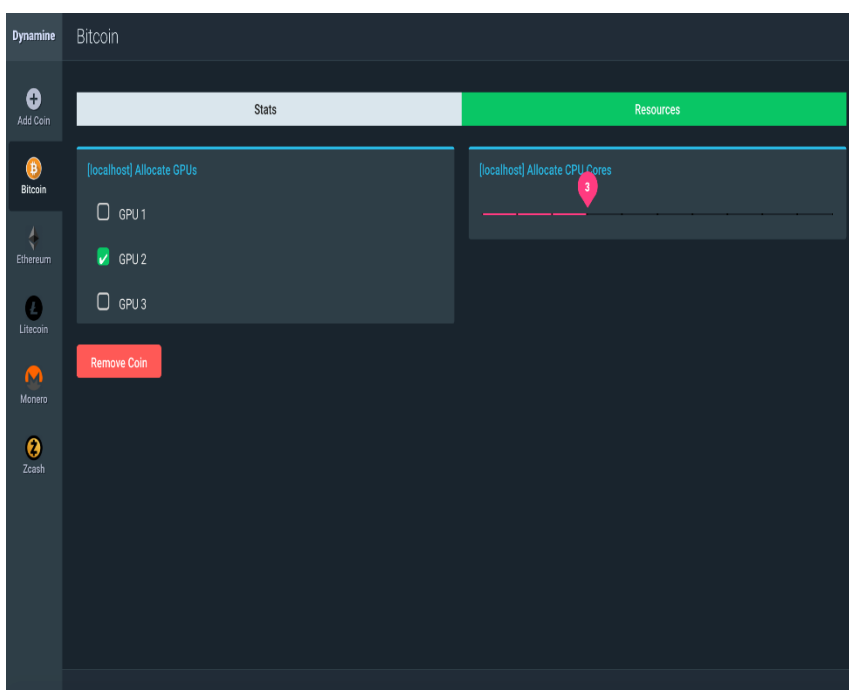 Dynamine
Bitcoin
Add Coin
Bitcoin
Ethereum
Litecoin
Monero
Zcash
Stats
Resources
[localhost] Allocate GPUs
GPU 1
GPU 2
GPU 3
Remove Coin
[localhost] Allocate CPU Cores
3